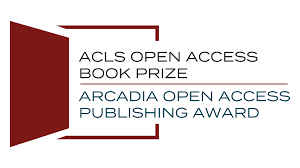 ACLS OPEN ACCESS
BOOK PRIZE
ARCADIA OPEN ACCESS
PUBLISHING AWARD